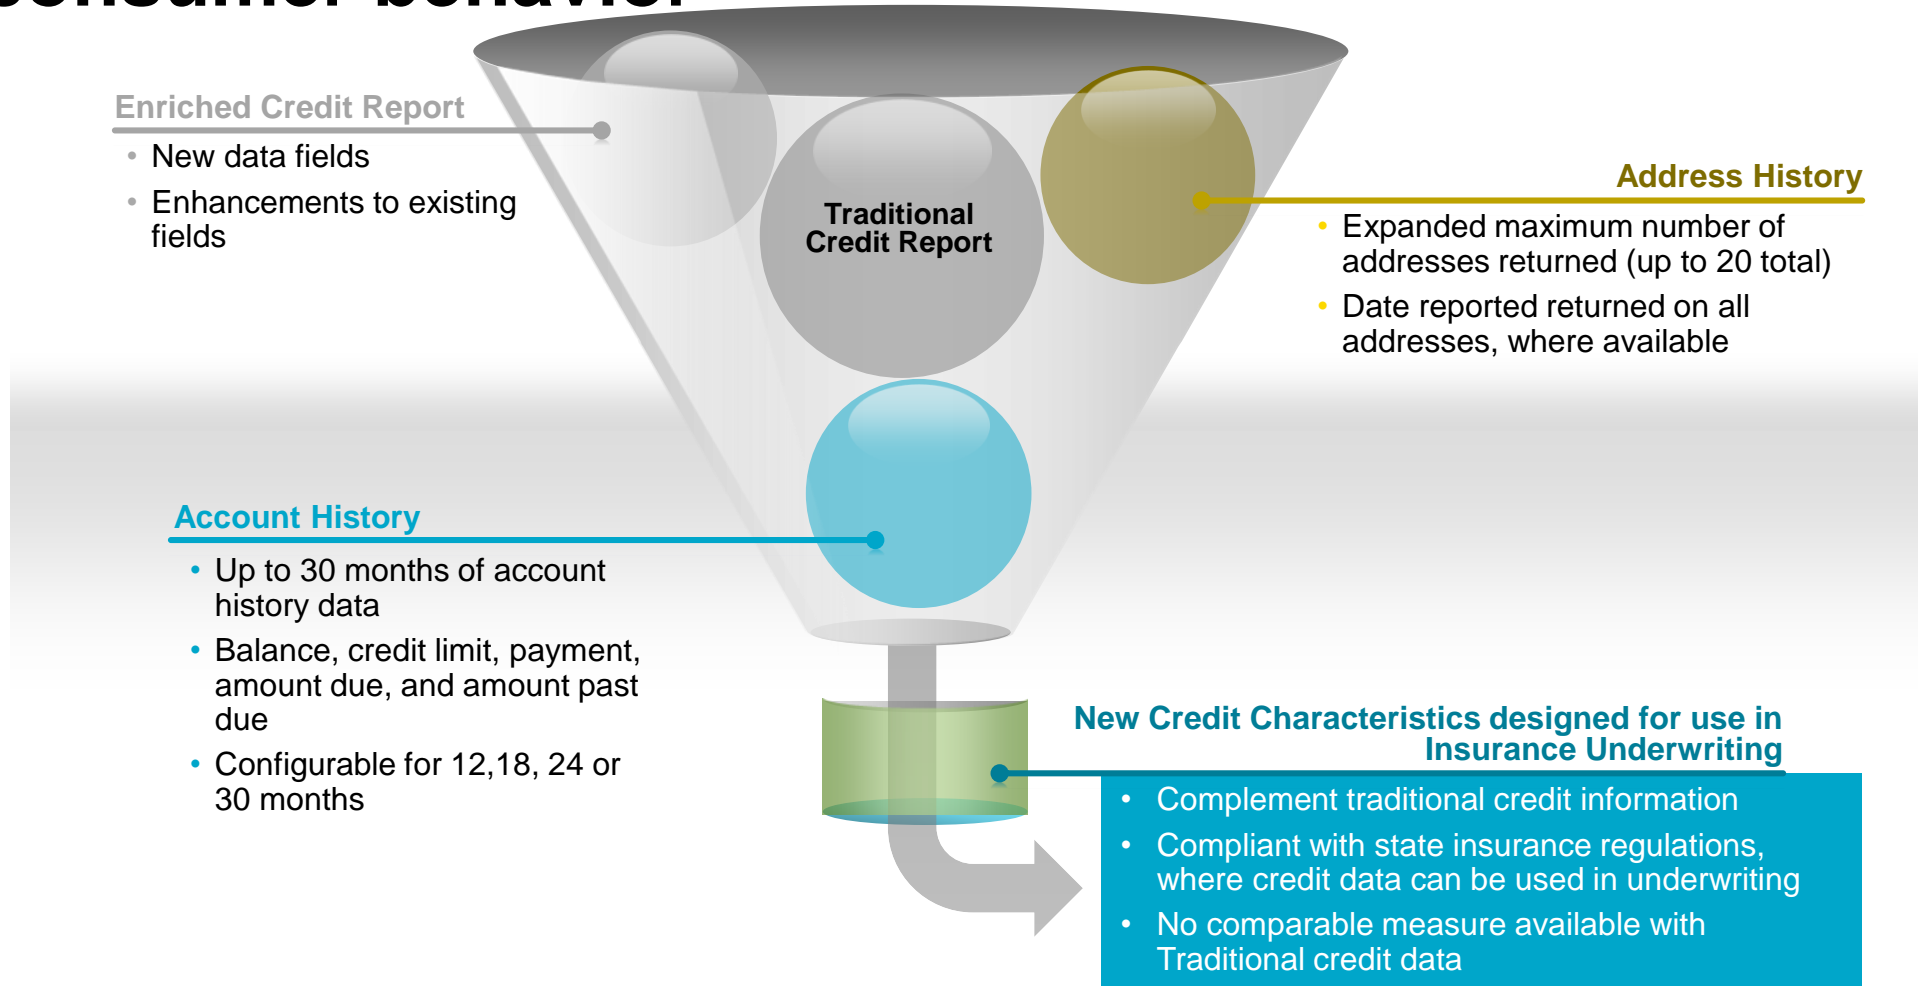 consumer behavior
Enriched Credit Report
• New data fields
• Enhancements to existing
fields
Traditional
Credit Report
Address History
• Expanded maximum number of
addresses returned (up to 20 total)
• Date reported returned on all
addresses, where available
Account History
• Up to 30 months of account
history data
• Balance, credit limit, payment,
amount due, and amount past
due
• Configurable for 12,18, 24 or
30 months
New Credit Characteristics designed for use in
Insurance Underwriting
• Complement traditional credit information
• Compliant with state insurance regulations,
where credit data can be used in underwriting
• No comparable measure available with
Traditional credit data